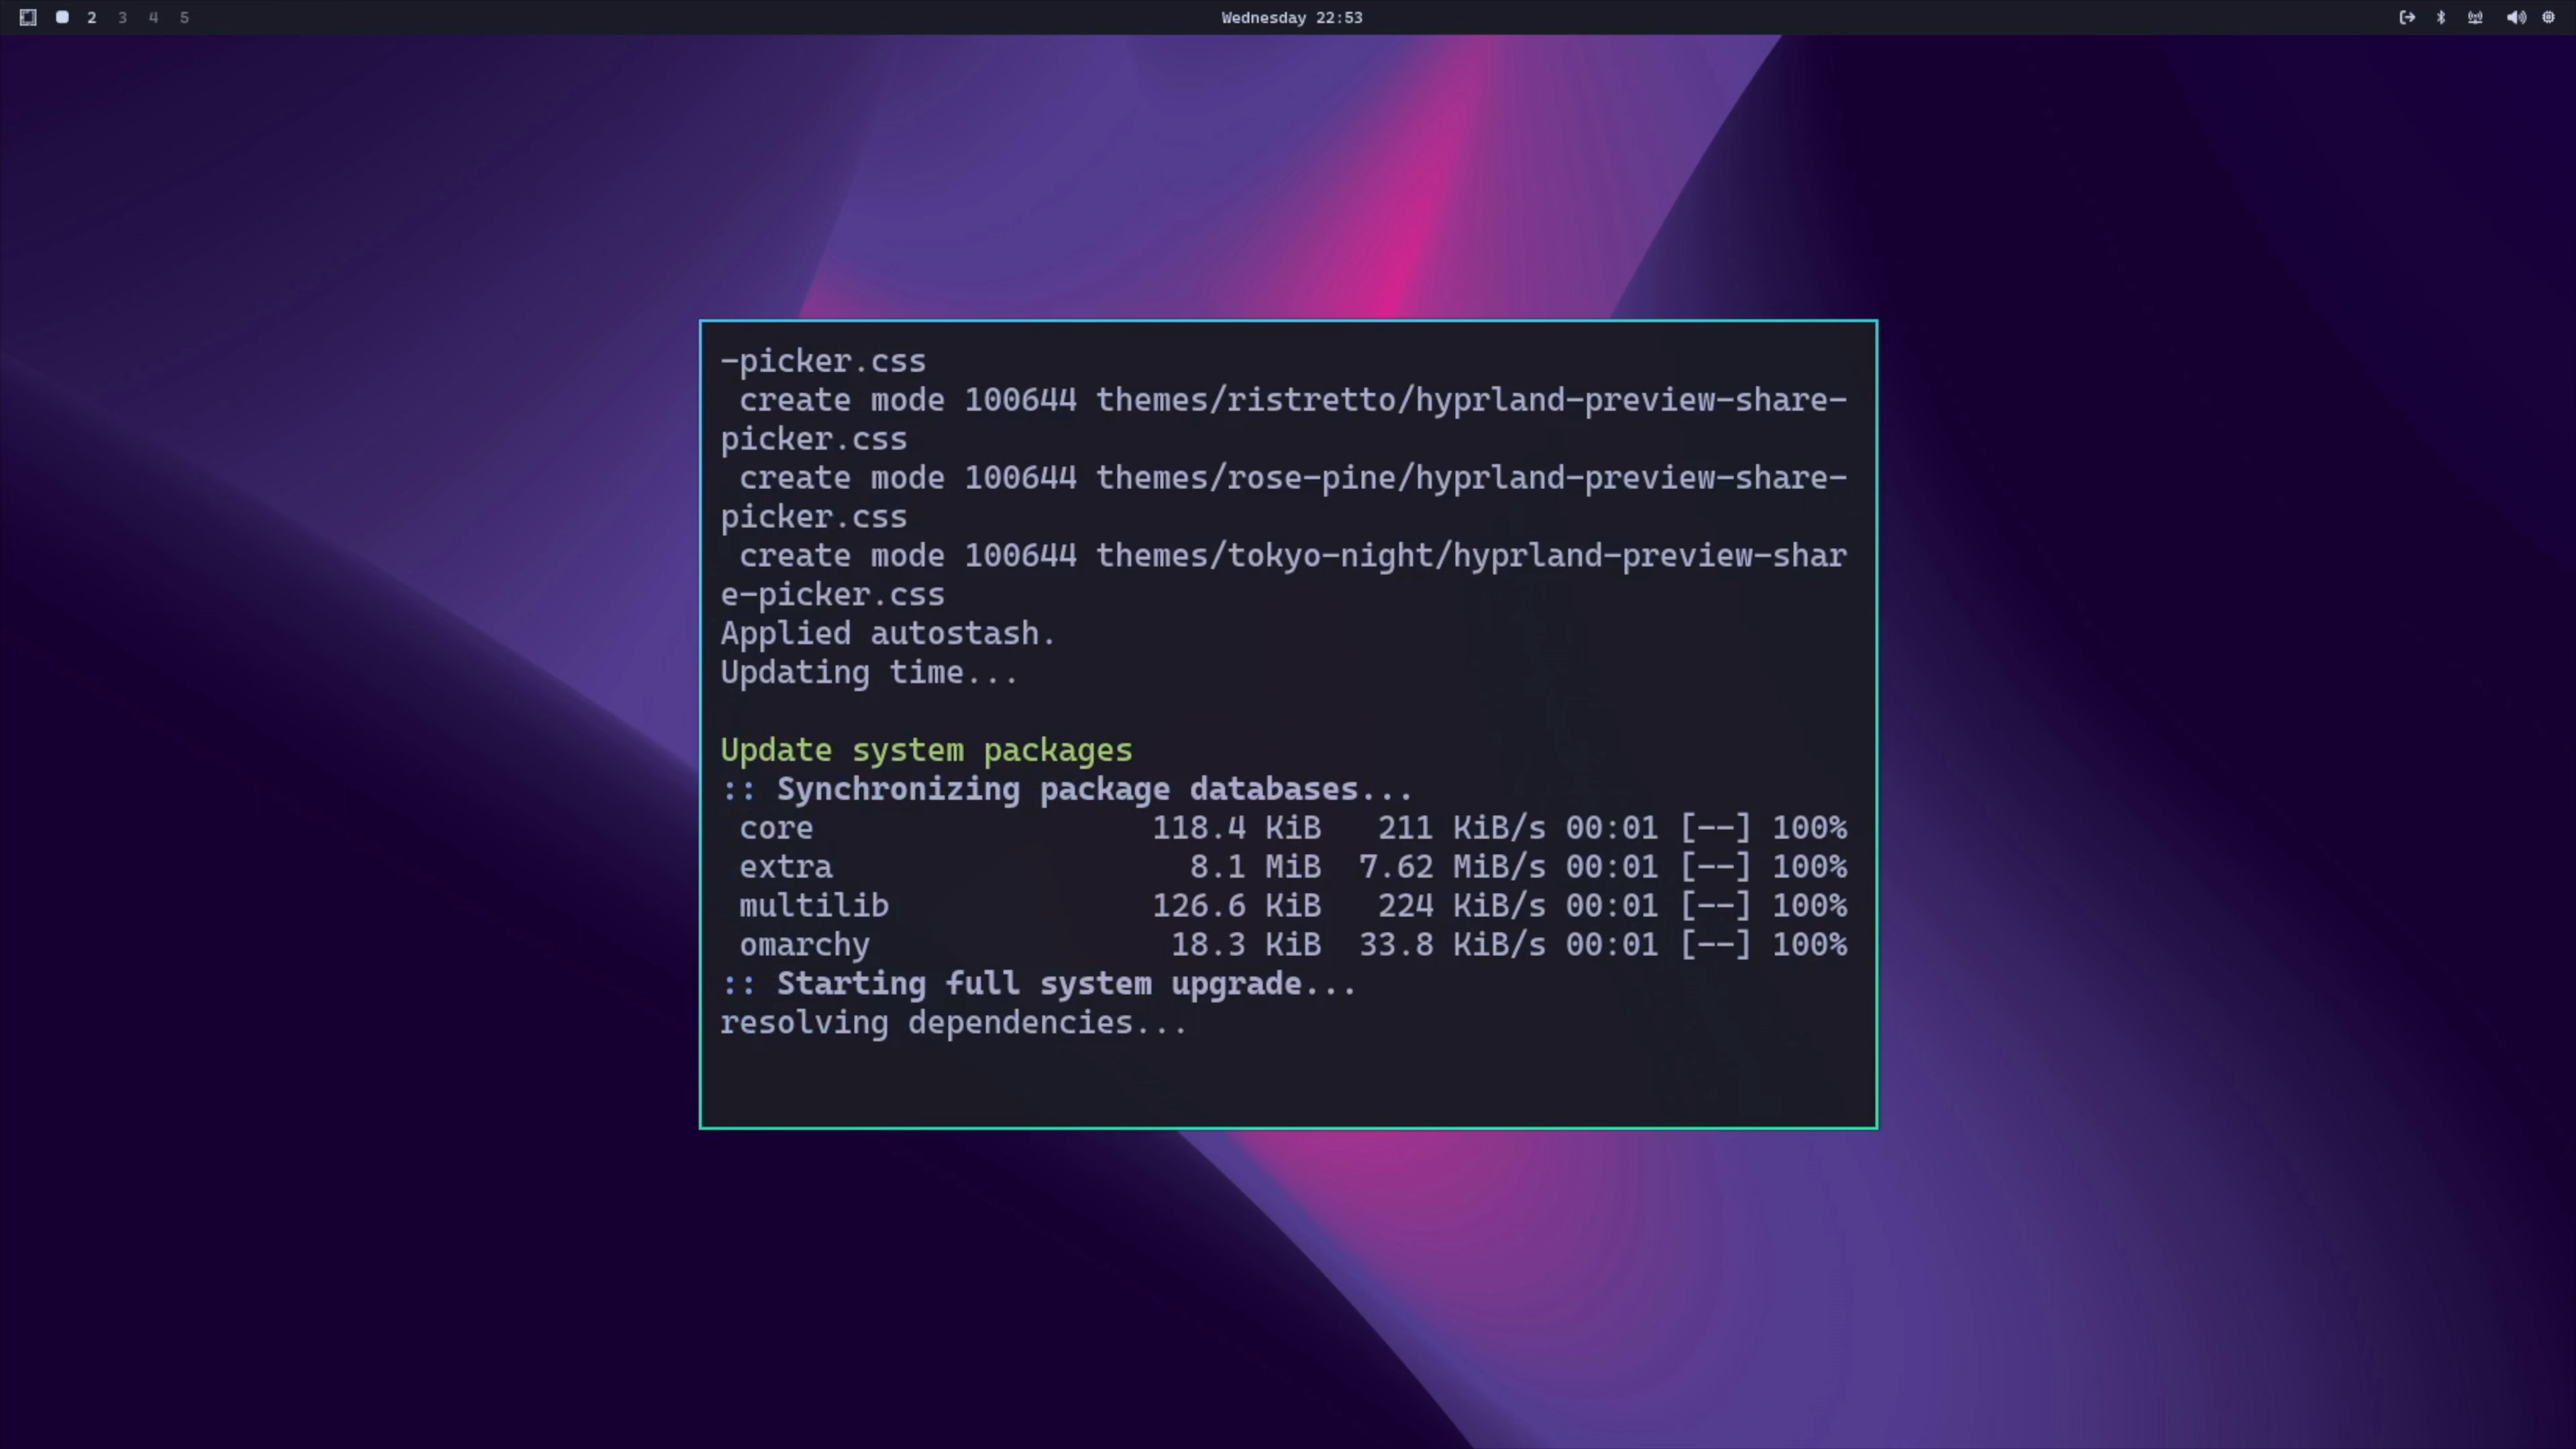 2 3 4 5
Wednesday 22:53
-picker.css
create mode 100644 themes/ristretto/hyprland-preview-share-
picker.css
create mode 100644 themes/rose-pine/hyprland-preview-share-
picker.css
create mode 100644 themes/tokyo-night/hyprland-preview-shar
e-picker.css
Applied autostash.
Updating time...
Update system packages
:: Synchronizing package databases...
core 118.4 KiB 211 KiB/s 00:01 [--] 100%
extra 8.1 MiB 7.62 MiB/s 00:01 [--] 100%
multilib 126.6 KiB 224 KiB/s 00:01 [--] 100%
omarchy 18.3 KiB 33.8 KiB/s 00:01 [--] 100%
:: Starting full system upgrade...
resolving dependencies...